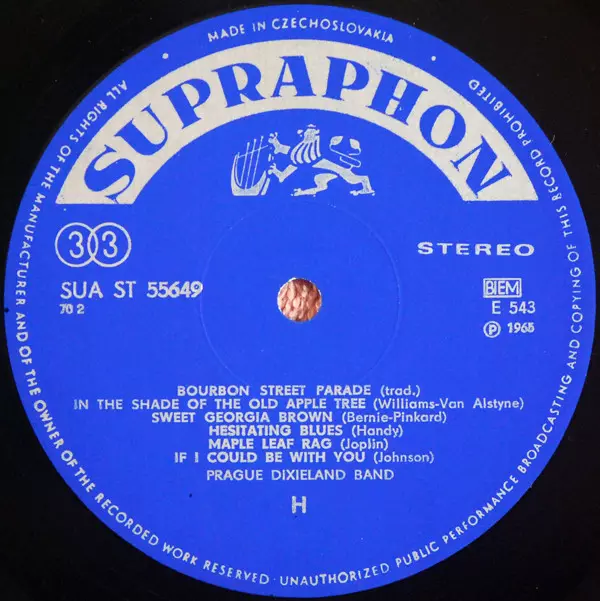 MADE IN CZECHOSLOVAKIA
ALL RIGHTS OF THE MANUFACTURER AND OF THE OWNER OF THE RECORDED WORK RESERVED · UNAUTHORIZED PUBLIC PERFORMANCE BROADCASTING AND COPYING OF THIS RECORD PROHIBITED
SUPRAPHON
33
STEREO
SUA ST 55649
70 2
BIEM
E 543
Ⓟ 1965
BOURBON STREET PARADE (trad.)
IN THE SHADE OF THE OLD APPLE TREE (Williams-Van Alstyne)
SWEET GEORGIA BROWN (Bernie-Pinkard)
HESITATING BLUES (Handy)
MAPLE LEAF RAG (Joplin)
IF I COULD BE WITH YOU (Johnson)
PRAGUE DIXIELAND BAND
H